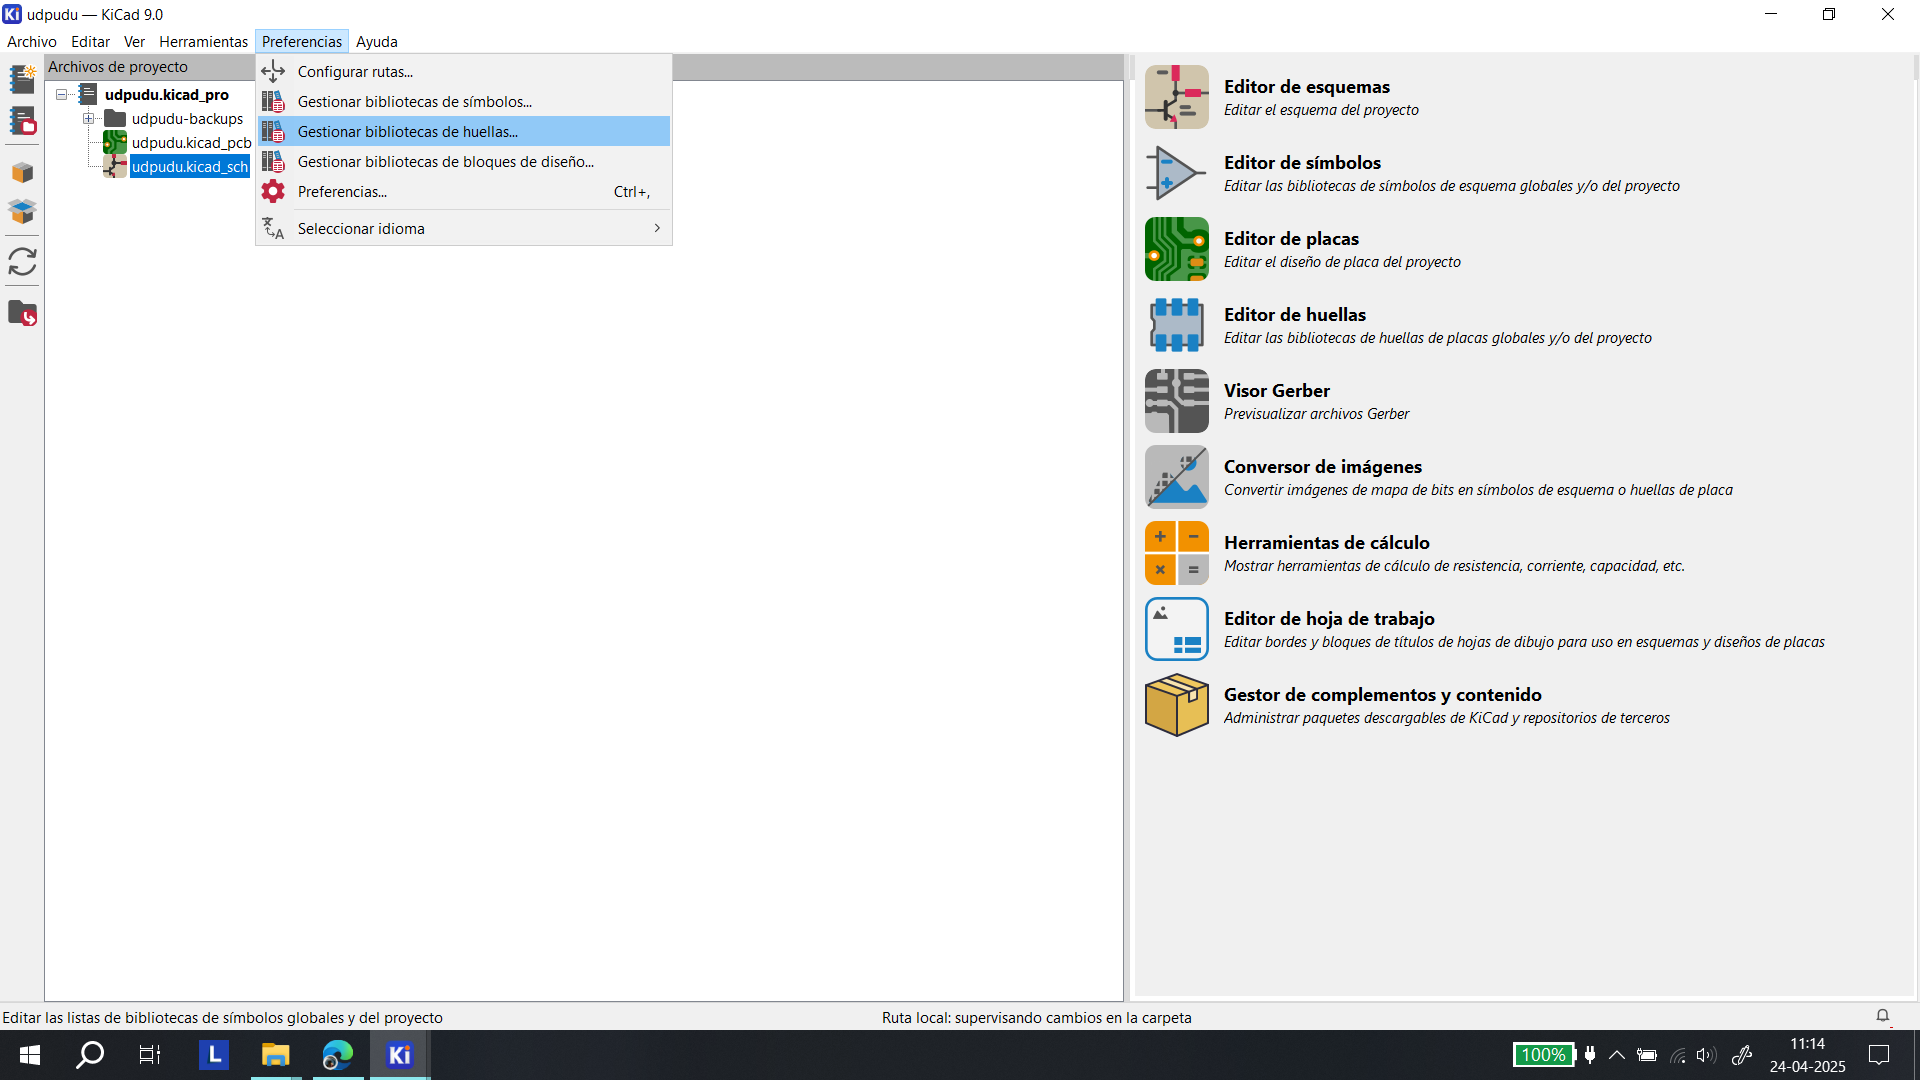 udpudu — KiCad 9.0
Archivo Editar Ver Herramientas Preferencias Ayuda
Archivos de proyecto
udpudu.kicad_pro
udpudu-backups
udpudu.kicad_pcb
udpudu.kicad_sch
Configurar rutas...
Gestionar bibliotecas de símbolos...
Gestionar bibliotecas de huellas...
Gestionar bibliotecas de bloques de diseño...
Preferencias... Ctrl+,
Seleccionar idioma
Editor de esquemas
Editar el esquema del proyecto
Editor de símbolos
Editar las bibliotecas de símbolos de esquema globales y/o del proyecto
Editor de placas
Editar el diseño de placa del proyecto
Editor de huellas
Editar las bibliotecas de huellas de placas globales y/o del proyecto
Visor Gerber
Previsualizar archivos Gerber
Conversor de imágenes
Convertir imágenes de mapa de bits en símbolos de esquema o huellas de placa
Herramientas de cálculo
Mostrar herramientas de cálculo de resistencia, corriente, capacidad, etc.
Editor de hoja de trabajo
Editar bordes y bloques de títulos de hojas de dibujo para uso en esquemas y diseños de placas
Gestor de complementos y contenido
Administrar paquetes descargables de KiCad y repositorios de terceros
Editar las listas de bibliotecas de símbolos globales y del proyecto
Ruta local: supervisando cambios en la carpeta
L
Ki
100%
11:14
24-04-2025